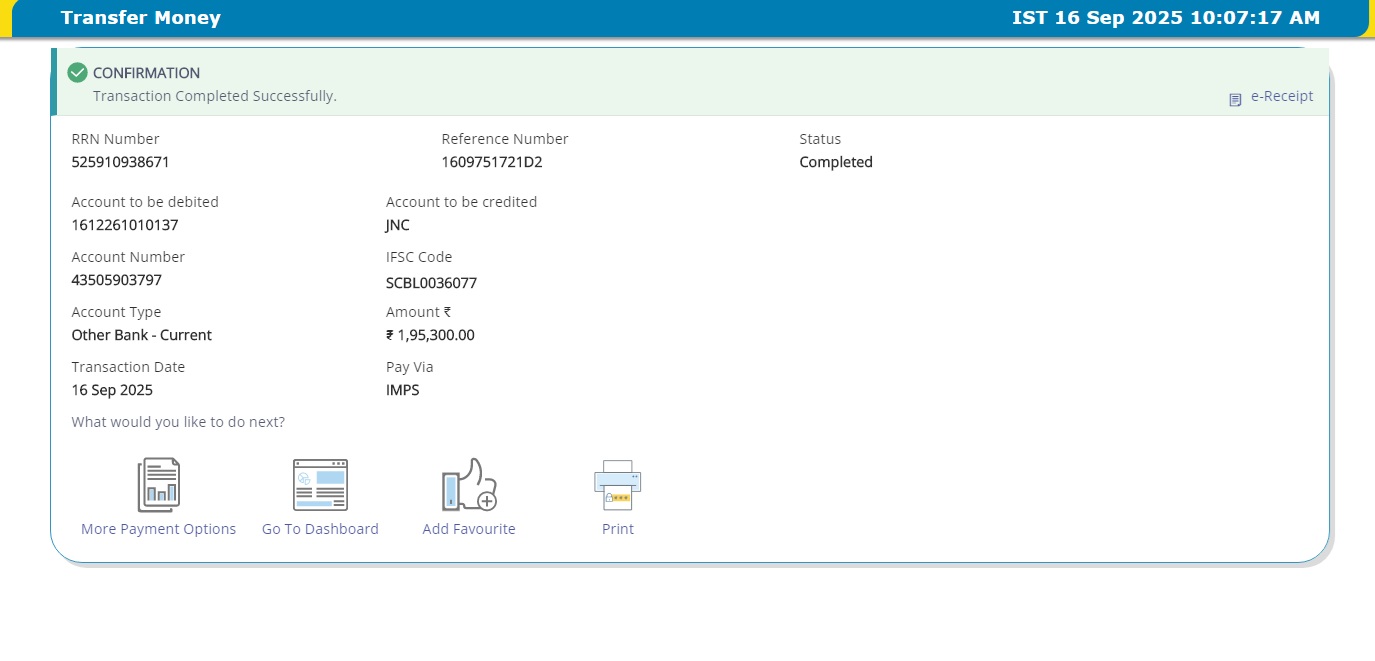 Transfer Money IST 16 Sep 2025 10:07:17 AM
CONFIRMATION
Transaction Completed Successfully.
e-Receipt
RRN Number Reference Number Status
525910938671 1609751721D2 Completed
Account to be debited Account to be credited
1612261010137 JNC
Account Number IFSC Code
43505903797 SCBL0036077
Account Type Amount ₹
Other Bank - Current ₹ 1,95,300.00
Transaction Date Pay Via
16 Sep 2025 IMPS
What would you like to do next?
More Payment Options Go To Dashboard Add Favourite Print